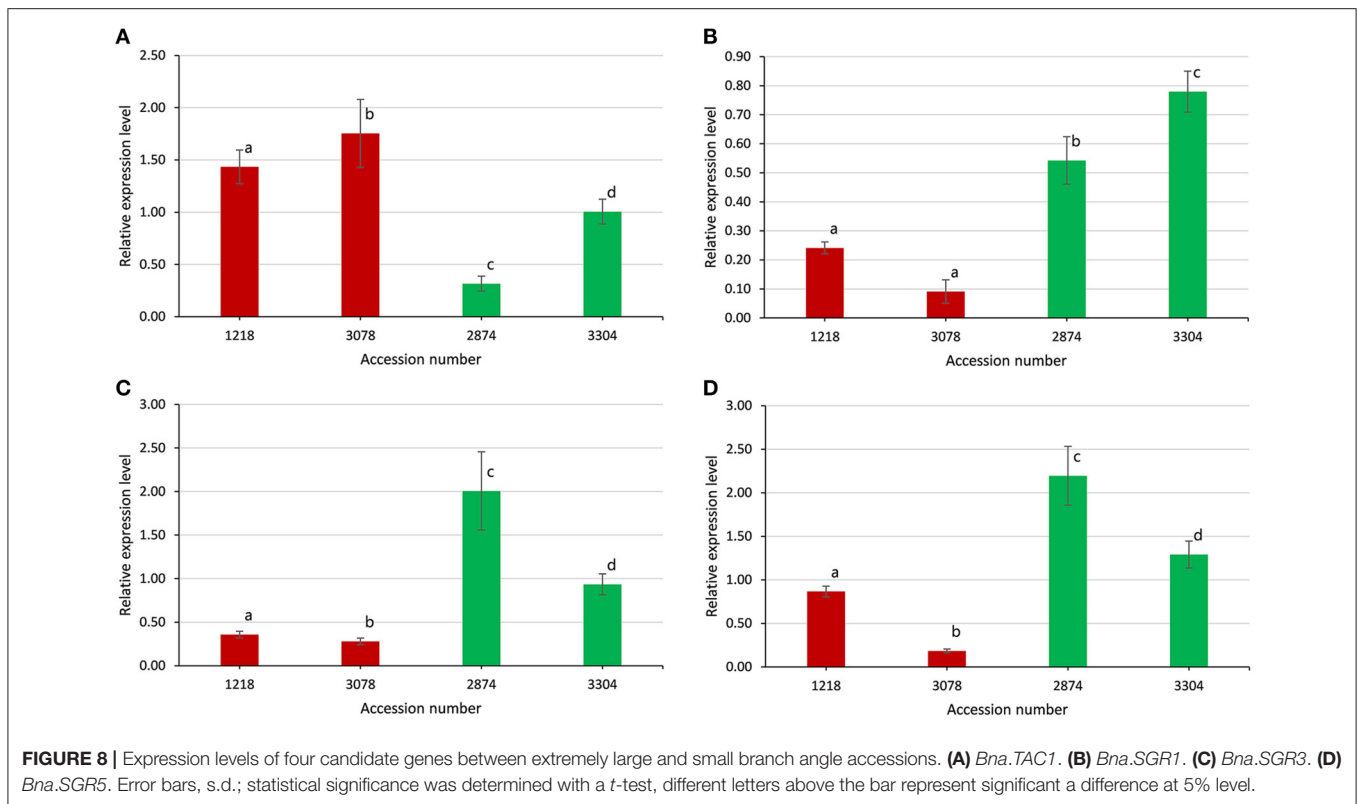 A
2.50
2.00
1.50
1.00
0.50
0.00
Relative expression level
a
b
c
d
1218 3078 2874 3304
Accession number
B
0.90
0.80
0.70
0.60
0.50
0.40
0.30
0.20
0.10
0.00
Relative expression level
a
a
b
c
1218 3078 2874 3304
Accession number
C
3.00
2.50
2.00
1.50
1.00
0.50
0.00
Relative expression level
a
b
c
d
1218 3078 2874 3304
Accession number
D
3.00
2.50
2.00
1.50
1.00
0.50
0.00
Relative expression level
a
b
c
d
1218 3078 2874 3304
Accession number
FIGURE 8 | Expression levels of four candidate genes between extremely large and small branch angle accessions. (A) Bna.TAC1. (B) Bna.SGR1. (C) Bna.SGR3. (D)
Bna.SGR5. Error bars, s.d.; statistical significance was determined with a t-test, different letters above the bar represent significant a difference at 5% level.